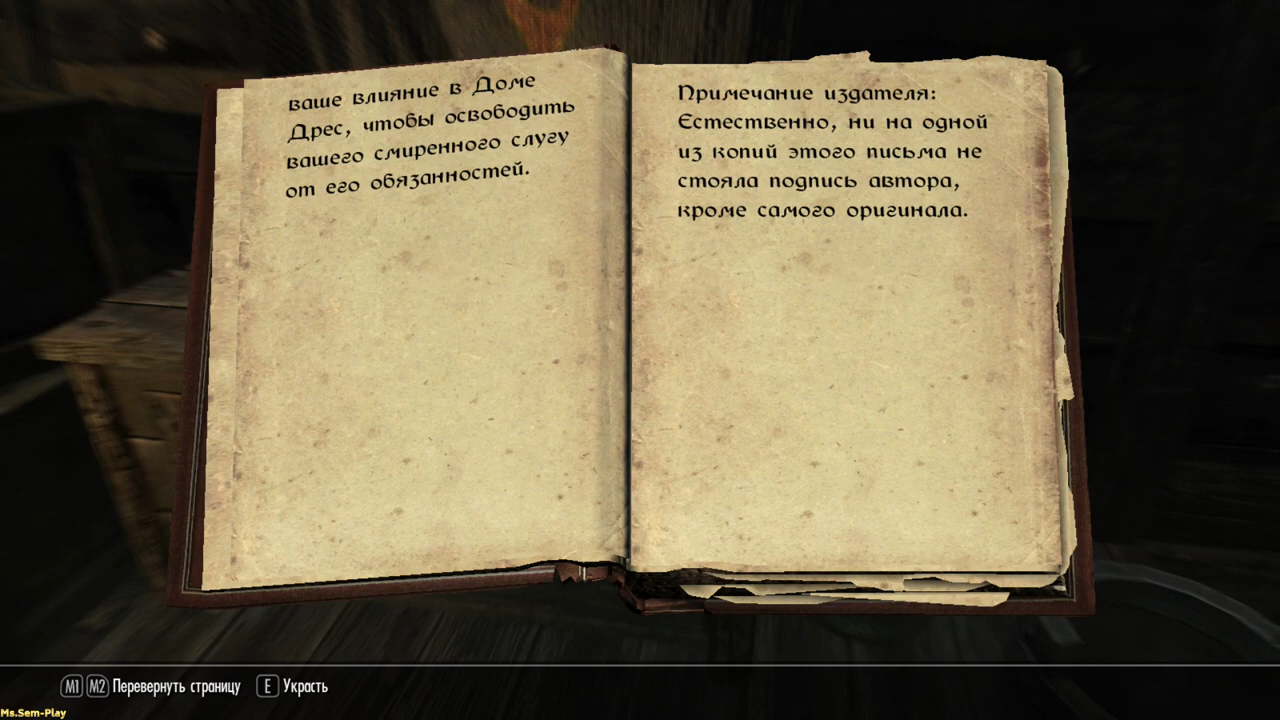 ваше влияние в Доме
Дрес, чтобы освободить
вашего смиренного слугу
от его обязанностей.
Примечание издателя:
Естественно, ни на одной
из копий этого письма не
стояла подпись автора,
кроме самого оригинала.
M1 M2 Перевернуть страницу E Украсть
Ms.Sem-Play